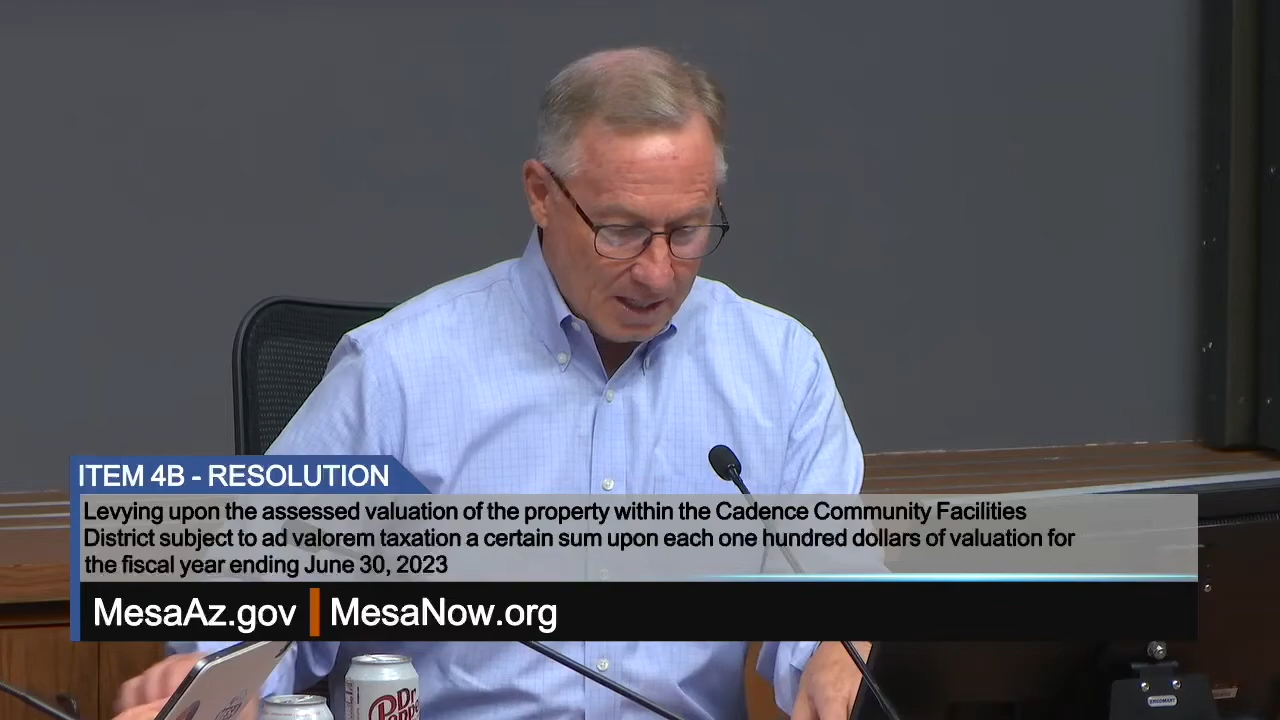 ITEM 4B - RESOLUTION
Levying upon the assessed valuation of the property within the Cadence Community Facilities
District subject to ad valorem taxation a certain sum upon each one hundred dollars of valuation for
the fiscal year ending June 30, 2023
MesaAz.gov | MesaNow.org
Dr